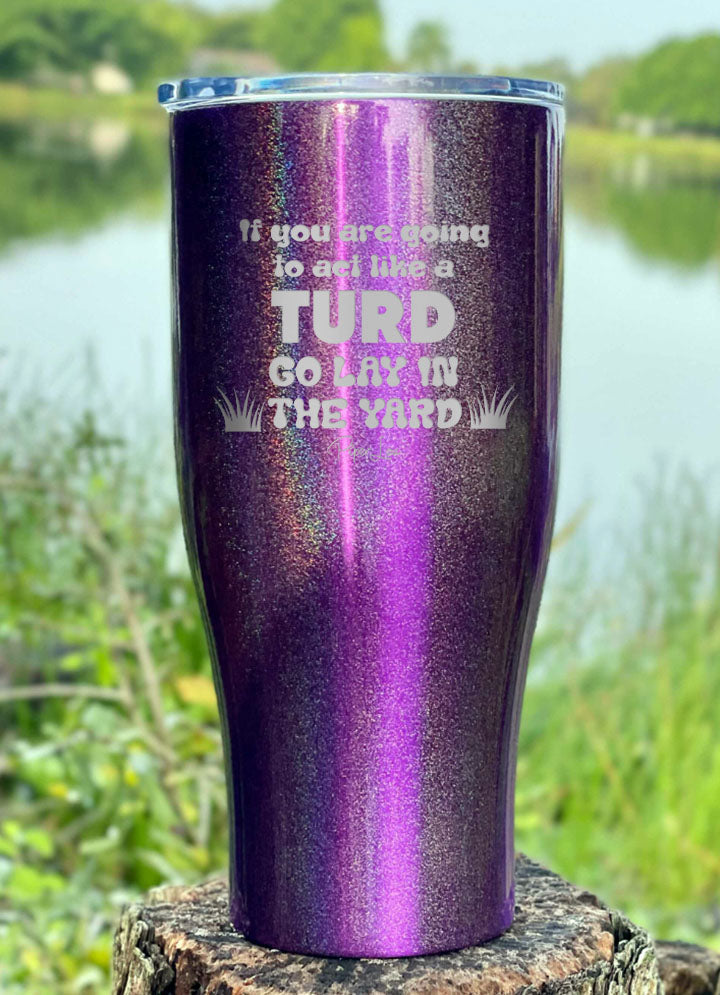 If you are going
to act like a
TURD
GO LAY IN
THE YARD